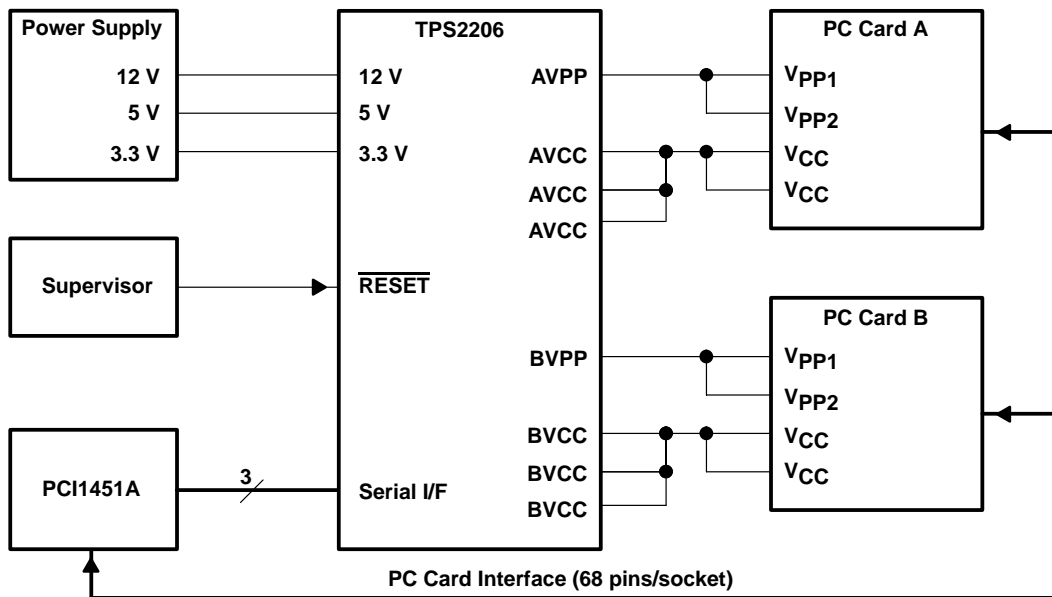 Power Supply
12 V
5 V
3.3 V
Supervisor
PCI1451A
3
TPS2206
12 V
5 V
3.3 V
RESET
Serial I/F
AVPP
AVCC
AVCC
AVCC
BVPP
BVCC
BVCC
BVCC
PC Card A
VPP1
VPP2
VCC
VCC
PC Card B
VPP1
VPP2
VCC
VCC
PC Card Interface (68 pins/socket)